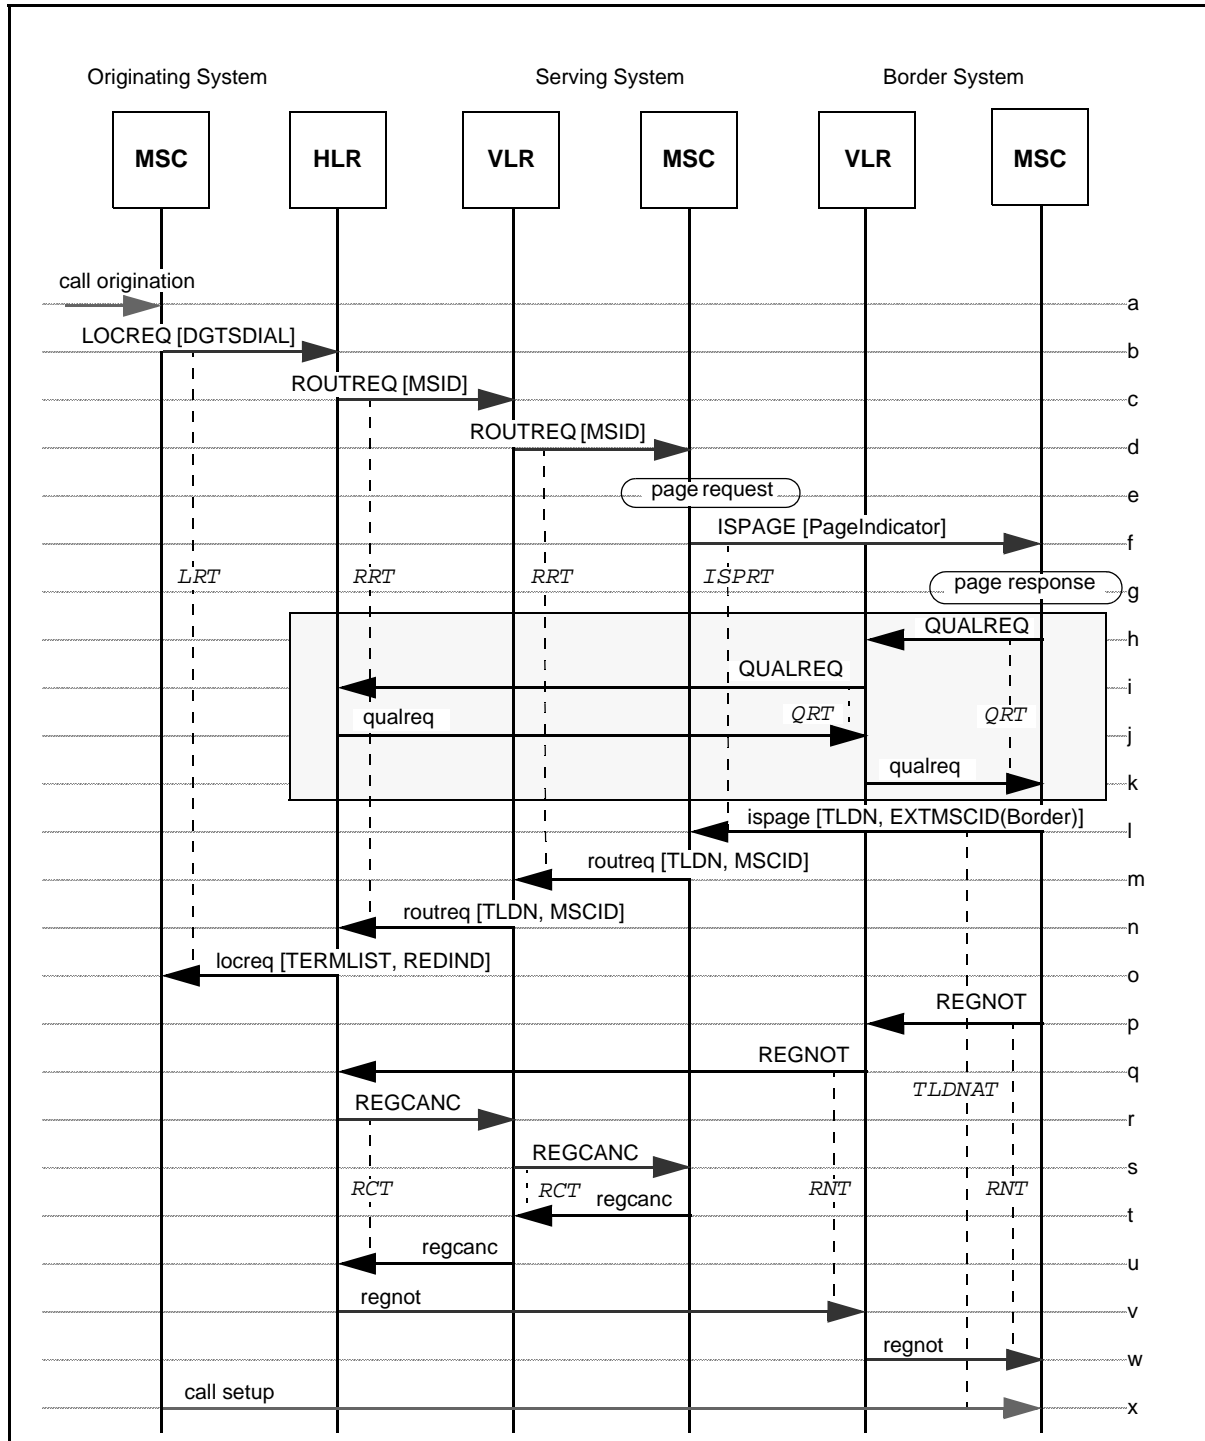 Originating System Serving System Border System
MSC HLR VLR MSC VLR MSC
call origination
a
LOCREQ [DGTSDIAL]
b
ROUTREQ [MSID]
c
ROUTREQ [MSID]
d
page request
e
ISPAGE [PageIndicator]
f
LRT RRT RRT ISPRT
page response
g
QUALREQ
h
QUALREQ
i
qualreq QRT QRT
j
qualreq
k
ispage [TLDN, EXTMSCID(Border)]
l
routreq [TLDN, MSCID]
m
routreq [TLDN, MSCID]
n
locreq [TERMLIST, REDIND]
o
REGNOT
p
REGNOT
q
TLDNAT
REGCANC
r
REGCANC
s
RCT RCT RNT RNT
regcanc
t
regcanc
u
regnot
v
regnot
w
call setup
x